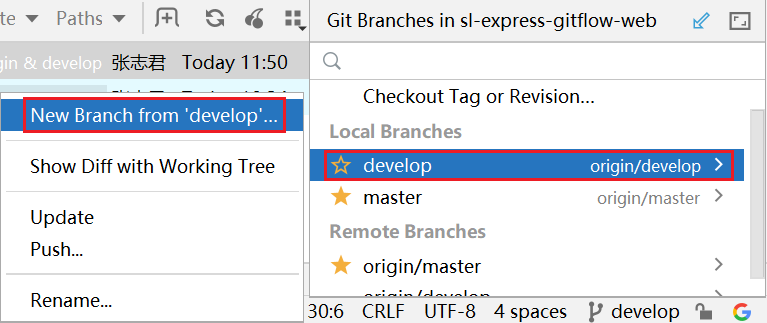 te Paths
gin & develop 张志君 Today 11:50
New Branch from 'develop'...
Show Diff with Working Tree
Update
Push...
Rename...
Git Branches in sl-express-gitflow-web
Checkout Tag or Revision...
Local Branches
develop origin/develop
master origin/master
Remote Branches
origin/master
origin/develop
30:6 CRLF UTF-8 4 spaces develop